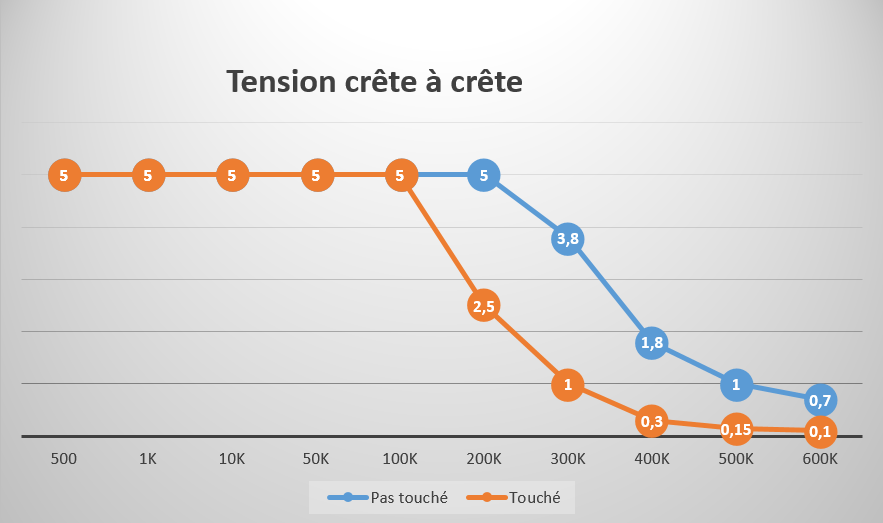 Tension crête à crête
5 5 5 5 5 5
3,8
2,5
1,8
1 1
0,7
0,3 0,15 0,1
500 1K 10K 50K 100K 200K 300K 400K 500K 600K
Pas touché Touché